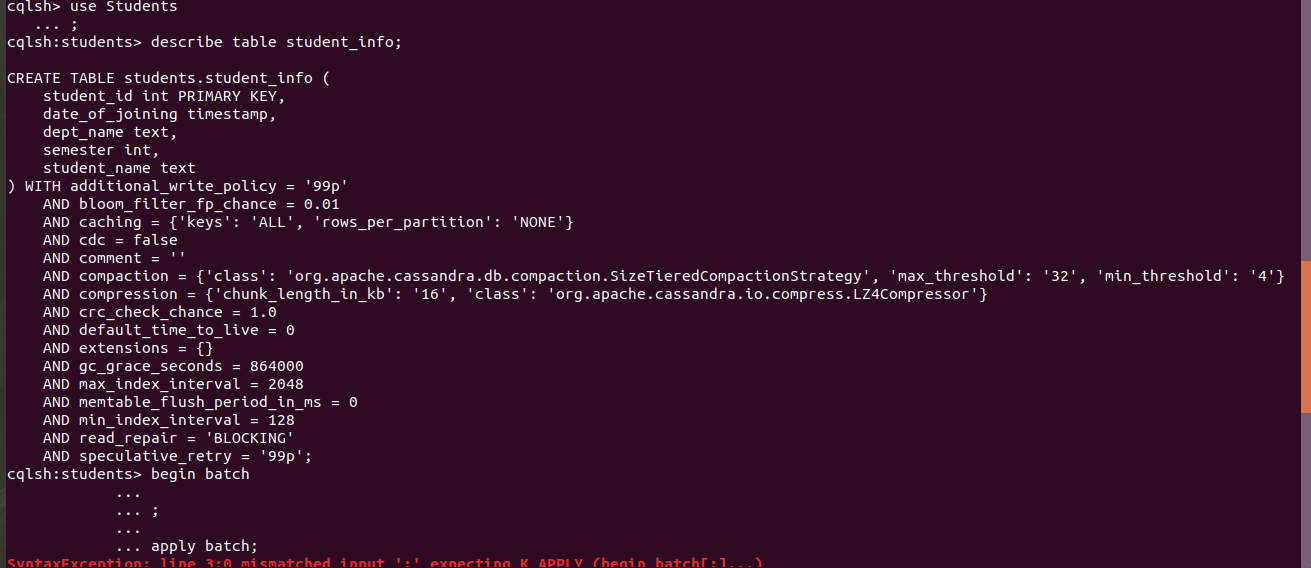 cqlsh> use Students
   ... ;
cqlsh:students> describe table student_info;
CREATE TABLE students.student_info (
    student_id int PRIMARY KEY,
    date_of_joining timestamp,
    dept_name text,
    semester int,
    student_name text
) WITH additional_write_policy = '99p'
    AND bloom_filter_fp_chance = 0.01
    AND caching = {'keys': 'ALL', 'rows_per_partition': 'NONE'}
    AND cdc = false
    AND comment = ''
    AND compaction = {'class': 'org.apache.cassandra.db.compaction.SizeTieredCompactionStrategy', 'max_threshold': '32', 'min_threshold': '4'}
    AND compression = {'chunk_length_in_kb': '16', 'class': 'org.apache.cassandra.io.compress.LZ4Compressor'}
    AND crc_check_chance = 1.0
    AND default_time_to_live = 0
    AND extensions = {}
    AND gc_grace_seconds = 864000
    AND max_index_interval = 2048
    AND memtable_flush_period_in_ms = 0
    AND min_index_interval = 128
    AND read_repair = 'BLOCKING'
    AND speculative_retry = '99p';
cqlsh:students> begin batch
            ...
            ... ;
            ...
            ... apply batch;
SyntaxException: line 3:0 mismatched input ';' expecting K_APPLY (begin batch[;]...)